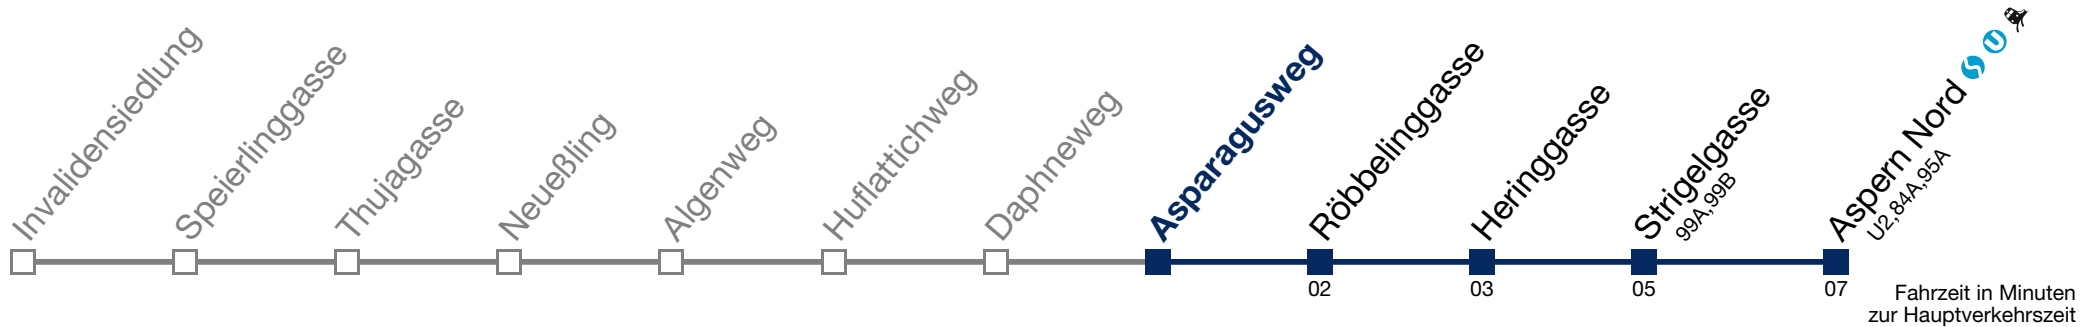 Invalidensiedlung
Speierlinggasse
Thujagasse
Neueßling
Algenweg
Huflattichweg
Daphneweg
Asparagusweg
Röbbelinggasse
Heringgasse
Strigelgasse
99A,99B
Aspern Nord S U
U2,84A,95A
02 03 05 07
Fahrzeit in Minuten
zur Hauptverkehrszeit